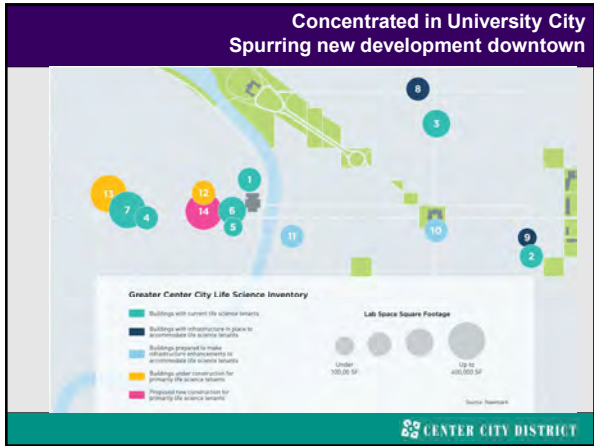 Concentrated in University City
Spurring new development downtown
8
3
1
13
12
7
4
14
6
5
11
10
9
2
Greater Center City Life Science Inventory
Buildings with current life science tenants
Buildings with infrastructure in place to
accommodate life science tenants
Buildings prepared to make
infrastructure enhancements to
accommodate life science tenants
Buildings under construction for
primarily life science tenants
Proposed new construction for
primarily life science tenants
Lab Space Square Footage
Under
100,00 SF
Up to
400,000 SF
Source: Newmark
CENTER CITY DISTRICT